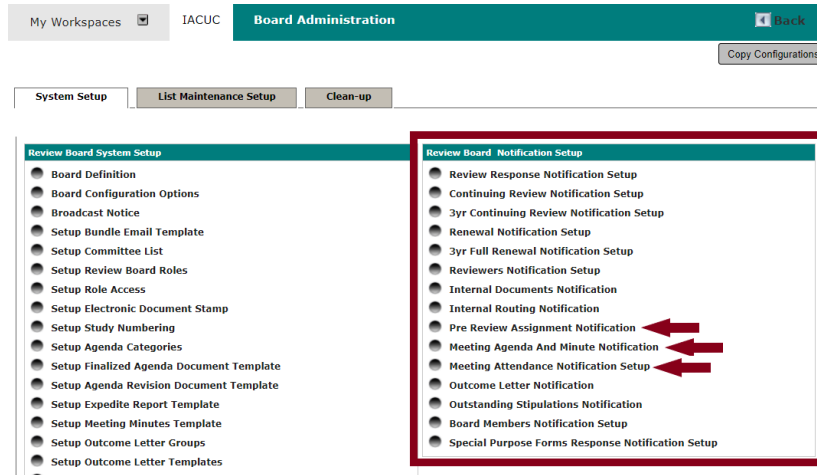 My Workspaces IACUC Board Administration Back
Copy Configurations
System Setup List Maintenance Setup Clean-up
Review Board System Setup
Board Definition
Board Configuration Options
Broadcast Notice
Setup Bundle Email Template
Setup Committee List
Setup Review Board Roles
Setup Role Access
Setup Electronic Document Stamp
Setup Study Numbering
Setup Agenda Categories
Setup Finalized Agenda Document Template
Setup Agenda Revision Document Template
Setup Expedite Report Template
Setup Meeting Minutes Template
Setup Outcome Letter Groups
Setup Outcome Letter Templates
Review Board Notification Setup
Review Response Notification Setup
Continuing Review Notification Setup
3yr Continuing Review Notification Setup
Renewal Notification Setup
3yr Full Renewal Notification Setup
Reviewers Notification Setup
Internal Documents Notification
Internal Routing Notification
Pre Review Assignment Notification
Meeting Agenda And Minute Notification
Meeting Attendance Notification Setup
Outcome Letter Notification
Outstanding Stipulations Notification
Board Members Notification Setup
Special Purpose Forms Response Notification Setup